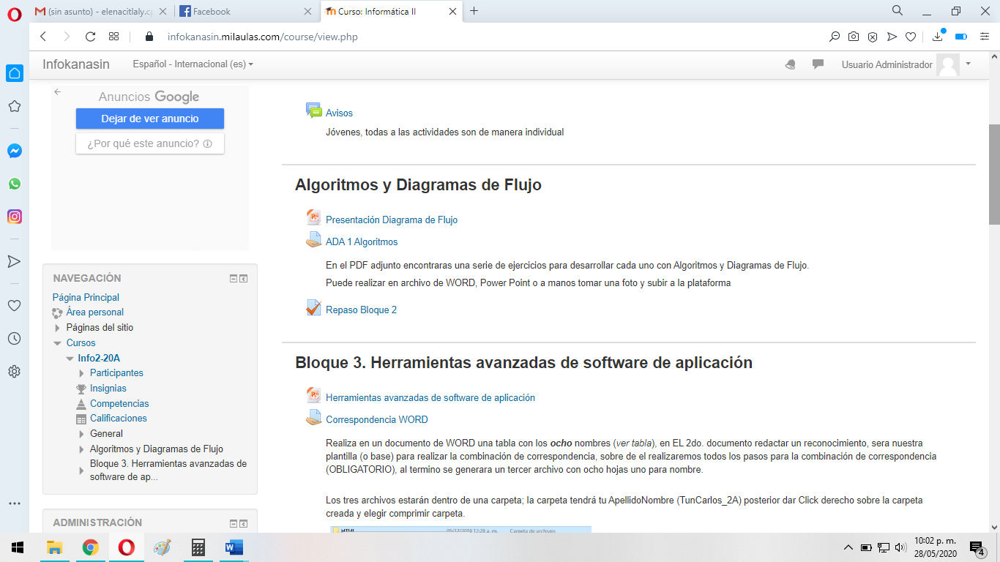 (sin asunto) - elenacitlaly.cp
Facebook
Curso: Informática II
infokanasin.milaulas.com/course/view.php
Infokanasin
Español - Internacional (es)
Usuario Administrador
Anuncios Google
Dejar de ver anuncio
¿Por qué este anuncio?
Avisos
Jóvenes, todas a las actividades son de manera individual
Algoritmos y Diagramas de Flujo
Presentación Diagrama de Flujo
ADA 1 Algoritmos
En el PDF adjunto encontraras una serie de ejercicios para desarrollar cada uno con Algoritmos y Diagramas de Flujo.
Puede realizar en archivo de WORD, Power Point o a manos tomar una foto y subir a la plataforma
Repaso Bloque 2
NAVEGACIÓN
Página Principal
Área personal
Páginas del sitio
Cursos
Info2-20A
Participantes
Insignias
Competencias
Calificaciones
General
Algoritmos y Diagramas de Flujo
Bloque 3. Herramientas avanzadas de
software de ap...
ADMINISTRACIÓN
Bloque 3. Herramientas avanzadas de software de aplicación
Herramientas avanzadas de software de aplicación
Correspondencia WORD
Realiza en un documento de WORD una tabla con los ocho nombres (ver tabla), en EL 2do. documento redactar un reconocimiento, sera nuestra
plantilla (o base) para realizar la combinación de correspondencia, sobre de el realizaremos todos los pasos para la combinación de correspondencia
(OBLIGATORIO), al termino se generara un tercer archivo con ocho hojas uno para nombre.
Los tres archivos estarán dentro de una carpeta; la carpeta tendrá tu ApellidoNombre (TunCarlos_2A) posterior dar Click derecho sobre la carpeta
creada y elegir comprimir carpeta.
HTML 05/12/2019 12:28 a. m. Carpeta de archivos
10:02 p. m.
28/05/2020
4